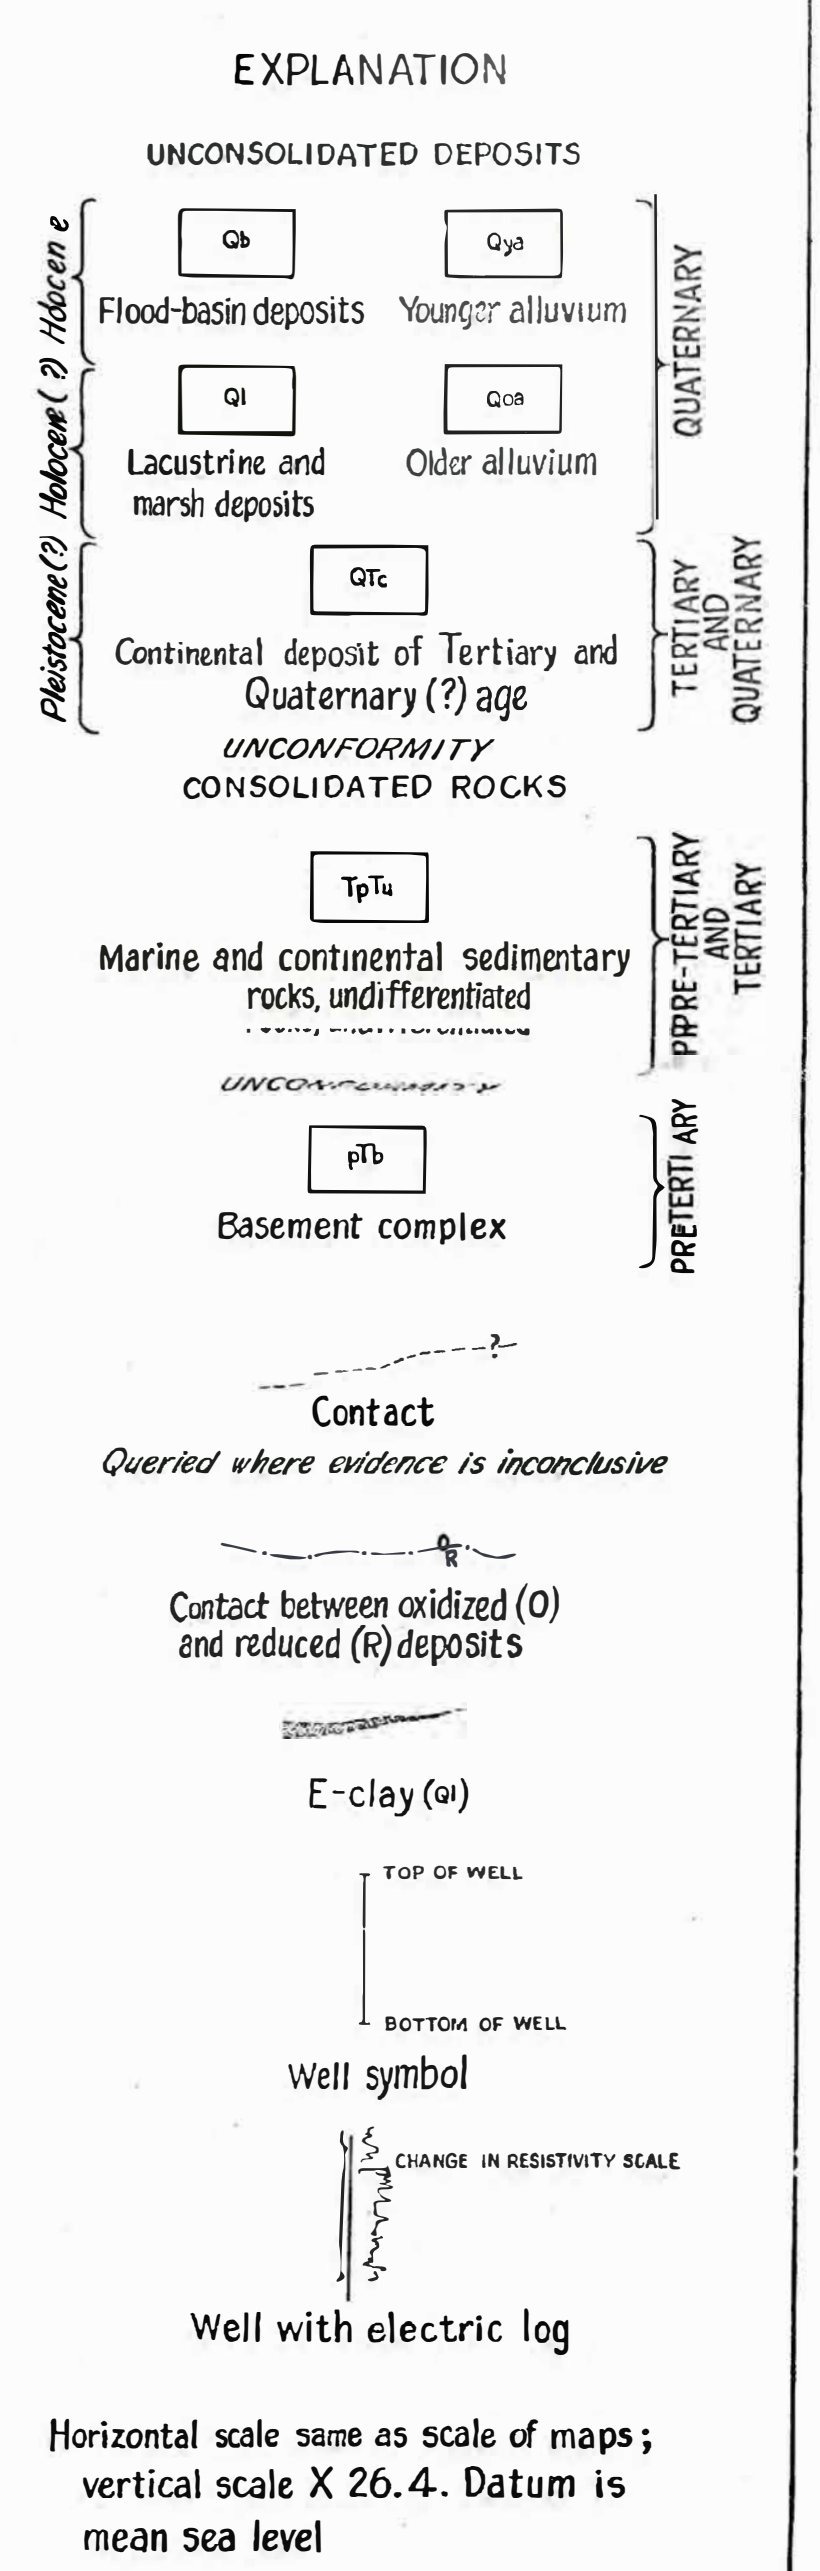 EXPLANATION
UNCONSOLIDATED DEPOSITS
Holocene
Qb
Qya
Flood-basin deposits
Younger alluvium
QUATERNARY
Holocene(?)
Ql
Qoa
Lacustrine and
marsh deposits
Older alluvium
Pleistocene(?)
QTc
Continental deposit of Tertiary and
Quaternary (?) age
TERTIARY
AND
QUATERNARY
UNCONFORMITY
CONSOLIDATED ROCKS
TpTu
Marine and continental sedimentary
rocks, undifferentiated
rocks, undifferentiated
PPRE-TERTIARY
AND
TERTIARY
UNCONFORMITY
pTb
Basement complex
PRETERTIARY
?
Contact
Queried where evidence is inconclusive
O
R
Contact between oxidized (O)
and reduced (R) deposits
E-clay (Ql)
TOP OF WELL
BOTTOM OF WELL
Well symbol
CHANGE IN RESISTIVITY SCALE
Well with electric log
Horizontal scale same as scale of maps;
vertical scale X 26.4. Datum is
mean sea level